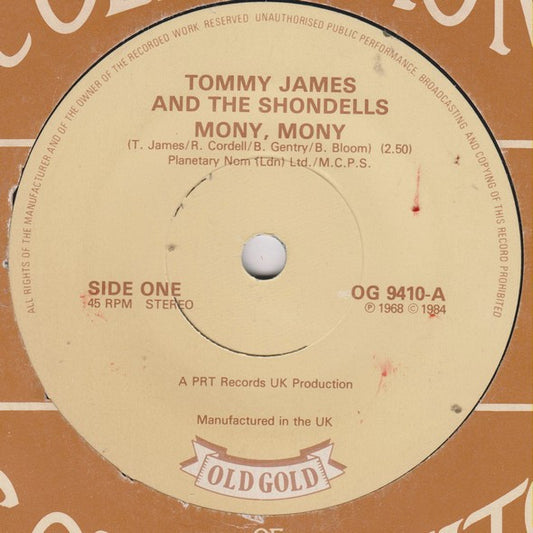 ALL RIGHTS OF THE MANUFACTURER AND OF THE OWNER OF THE RECORDED WORK RESERVED UNAUTHORISED PUBLIC PERFORMANCE, BROADCASTING AND COPYING OF THIS RECORD PROHIBITED
TOMMY JAMES
AND THE SHONDELLS
MONY, MONY
(T. James/R. Cordell/B. Gentry/B. Bloom) (2.50)
Planetary Nom (Ldn) Ltd./M.C.P.S.
SIDE ONE
45 RPM STEREO
OG 9410-A
Ⓟ 1968 © 1984
A PRT Records UK Production
Manufactured in the UK
OLD GOLD